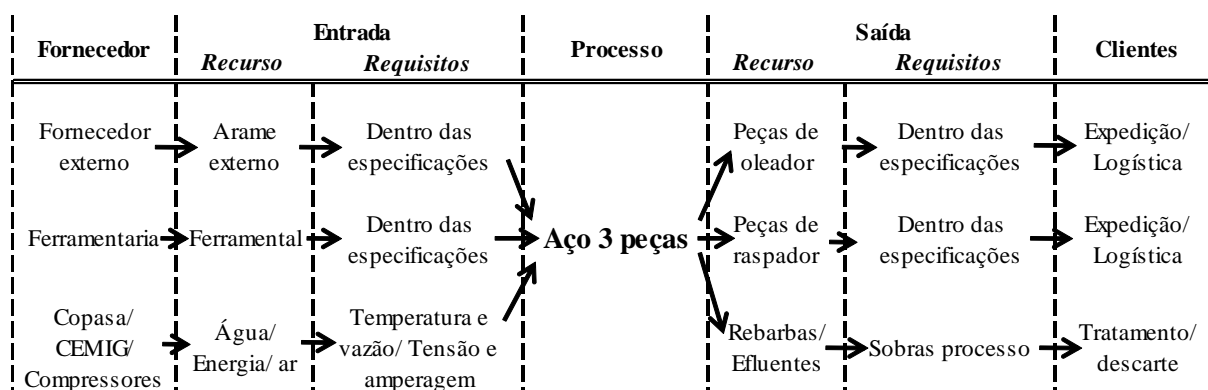 Fornecedor
Entrada
Recurso Requisitos
Processo
Saída
Recurso Requisitos
Clientes
Fornecedor
externo
Arame
externo
Dentro das
especificações
Peças de
oleador
Dentro das
especificações
Expedição/
Logística
Ferramentaria
Ferramental
Dentro das
especificações
Aço 3 peças
Peças de
raspador
Dentro das
especificações
Expedição/
Logística
Copasa/
CEMIG/
Compressores
Água/
Energia/ ar
Temperatura e
vazão/ Tensão e
amperagem
Rebarbas/
Efluentes
Sobras processo
Tratamento/
descarte